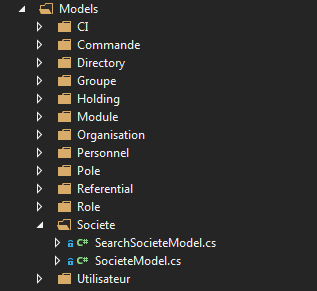 Models
CI
Commande
Directory
Groupe
Holding
Module
Organisation
Personnel
Pole
Referential
Role
Societe
C# SearchSocieteModel.cs
C# SocieteModel.cs
Utilisateur